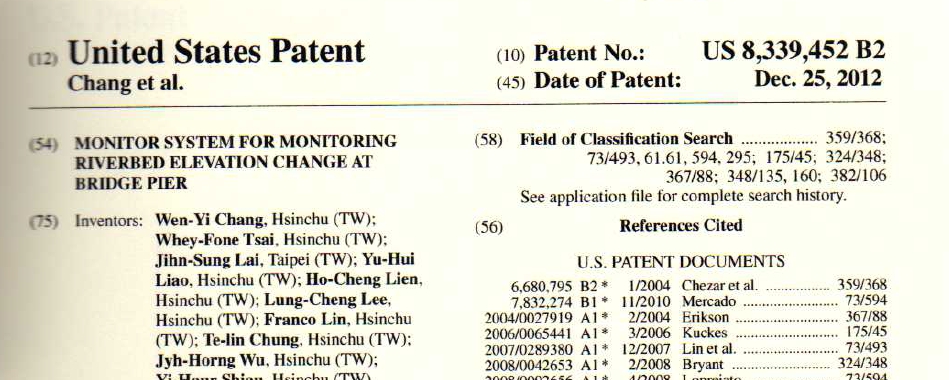 (12) United States Patent
Chang et al.
(10) Patent No.: US 8,339,452 B2
(45) Date of Patent: Dec. 25, 2012
(54) MONITOR SYSTEM FOR MONITORING
RIVERBED ELEVATION CHANGE AT
BRIDGE PIER
(75) Inventors: Wen-Yi Chang, Hsinchu (TW);
Whey-Fone Tsai, Hsinchu (TW);
Jihn-Sung Lai, Taipei (TW); Yu-Hui
Liao, Hsinchu (TW); Ho-Cheng Lien,
Hsinchu (TW); Lung-Cheng Lee,
Hsinchu (TW); Franco Lin, Hsinchu
(TW); Te-lin Chung, Hsinchu (TW);
Jyh-Horng Wu, Hsinchu (TW);
(58) Field of Classification Search .................. 359/368;
73/493, 61.61, 594, 295; 175/45; 324/348;
367/88; 348/135, 160; 382/106
See application file for complete search history.
(56) References Cited
U.S. PATENT DOCUMENTS
6,680,795 B2 * 1/2004 Chezar et al. ................ 359/368
7,832,274 B1 * 11/2010 Mercado ........................ 73/594
2004/0027919 A1 * 2/2004 Erikson ........................ 367/88
2006/0065441 A1 * 3/2006 Kuckes ........................ 175/45
2007/0289380 A1 * 12/2007 Lin et al. ........................ 73/493
2008/0042653 A1 * 2/2008 Bryant ........................ 324/348